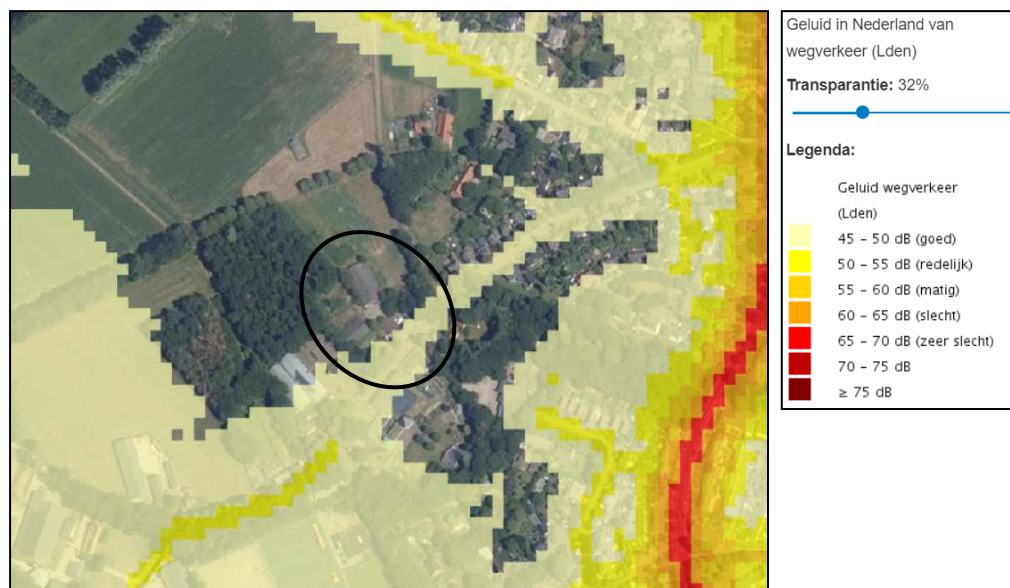 Geluid in Nederland van
wegverkeer (Lden)
Transparantie: 32%
Legenda:
Geluid wegverkeer
(Lden)
45 – 50 dB (goed)
50 – 55 dB (redelijk)
55 – 60 dB (matig)
60 – 65 dB (slecht)
65 – 70 dB (zeer slecht)
70 – 75 dB
≥ 75 dB